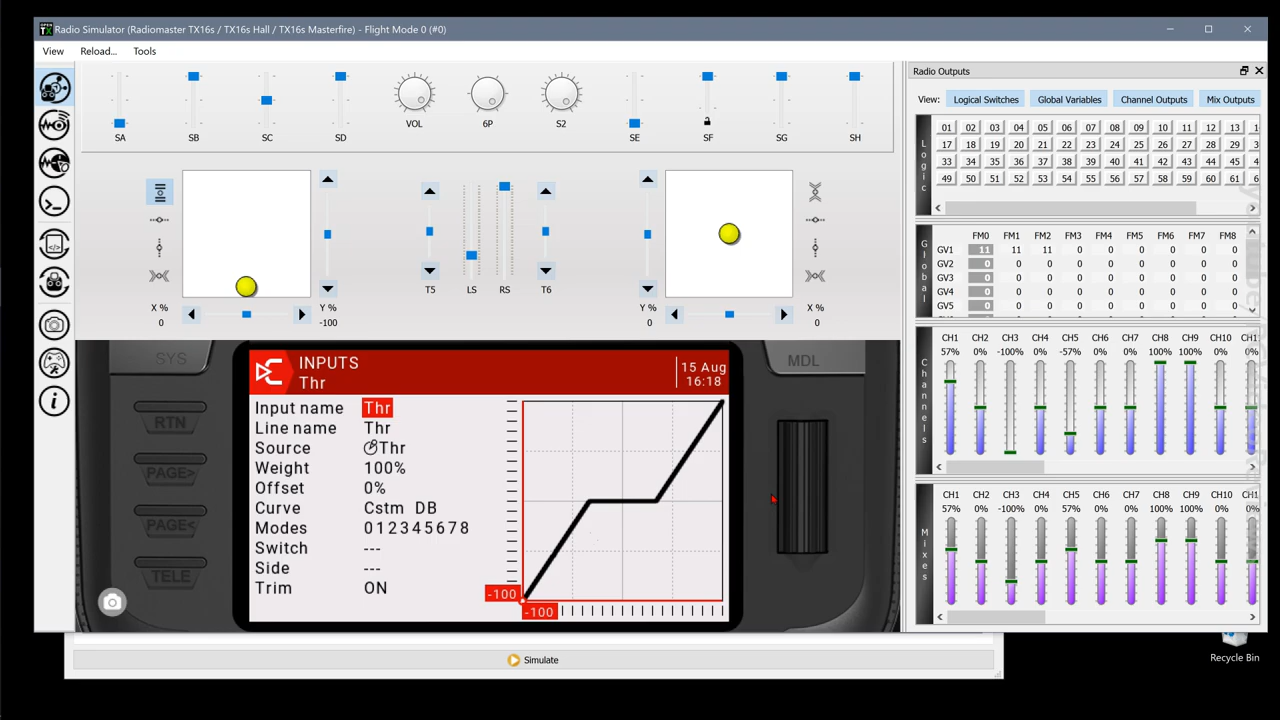 Radio Simulator (Radiomaster TX16s / TX16s Hall / TX16s Masterfire) - Flight Mode 0 (#0)
View Reload... Tools
SA SB SC SD VOL 6P S2 SE SF SG SH
X % 0
Y % -100
T5 LS RS T6
Y % 0
X % 0
SYS
RTN
PAGE>
PAGE<
TELE
MDL
INPUTS
Thr
15 Aug
16:18
Input name Thr
Line name Thr
Source Thr
Weight 100%
Offset 0%
Curve Cstm DB
Modes 012345678
Switch ---
Side ---
Trim ON
-100
-100
Radio Outputs
View: Logical Switches Global Variables Channel Outputs Mix Outputs
Logic
01 02 03 04 05 06 07 08 09 10 11 12 13 1
17 18 19 20 21 22 23 24 25 26 27 28 29 3
33 34 35 36 37 38 39 40 41 42 43 44 45 4
49 50 51 52 53 54 55 56 57 58 59 60 61 6
Global
FM0 FM1 FM2 FM3 FM4 FM5 FM6 FM7 FM8
GV1 11 11 11 0 0 0 0 0 0
GV2 0 0 0 0 0 0 0 0 0
GV3 0 0 0 0 0 0 0 0 0
GV4 0 0 0 0 0 0 0 0 0
GV5 0 0 0 0 0 0 0 0 0
Channels
CH1 CH2 CH3 CH4 CH5 CH6 CH7 CH8 CH9 CH10 CH1
57% 0% -100% 0% -57% 0% 0% 100% 100% 0% 0%
Mixes
CH1 CH2 CH3 CH4 CH5 CH6 CH7 CH8 CH9 CH10 CH1
57% 0% -100% 0% 57% 0% 0% 100% 100% 0% 0%
Simulate
Recycle Bin